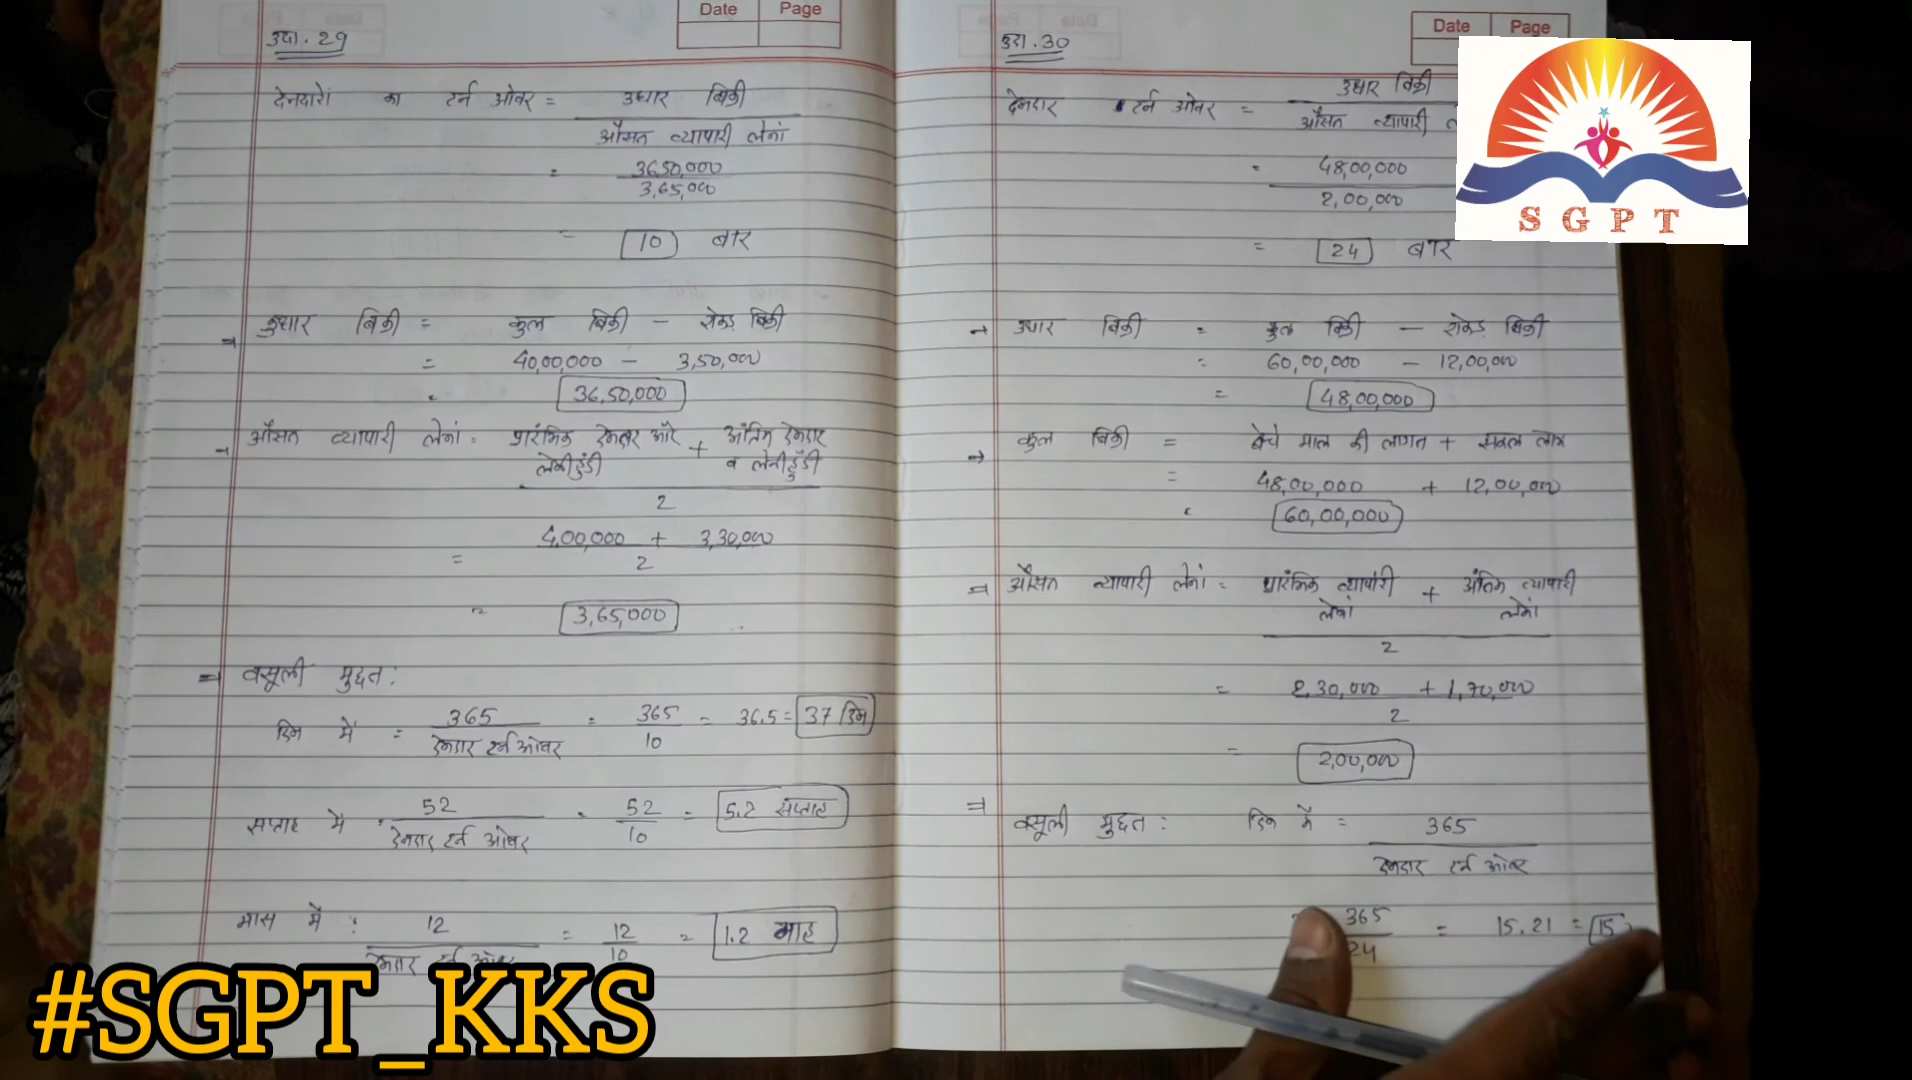 Date Page
उदा. 29
देनदारों का टर्न ओवर = उधार बिक्री
औसत व्यापारी लेनां
= 36,50,000
3,65,000
= 10 बार
→ उधार बिक्री = कुल बिक्री – रोकड़ बिक्री
= 40,00,000 – 3,50,000
= 36,50,000
→ औसत व्यापारी लेनां = प्रारंभिक देनदार और + अंतिम देनदार
लेनीहुंडी व लेनीहुंडी
2
= 4,00,000 + 3,30,000
2
= 3,65,000
⇒ वसूली मुद्दत :
दिन में = 365 = 365 = 36.5 = 37 दिन
देनदार टर्न ओवर 10
सप्ताह में = 52 = 52 = 5.2 सप्ताह
देनदार टर्न ओवर 10
मास में : 12 = 12 = 1.2 माह
देनदार टर्न ओवर 10
Date Page
उदा. 30
देनदार टर्न ओवर = उधार बिक्री
औसत व्यापारी
= 48,00,000
2,00,000
= 24 बार
→ उधार बिक्री = कुल बिक्री – रोकड़ बिक्री
= 60,00,000 – 12,00,000
= 48,00,000
→ कुल बिक्री = बेचे माल की लागत + सकल लाभ
= 48,00,000 + 12,00,000
= 60,00,000
⇒ औसत व्यापारी लेनां = प्रारंभिक व्यापारी + अंतिम व्यापारी
लेनां लेनां
2
= 2,30,000 + 1,70,000
2
= 2,00,000
⇒ वसूली मुद्दत : दिन में = 365
देनदार टर्न ओवर
365 = 15.21 = 15
24
SGPT
#SGPT_KKS